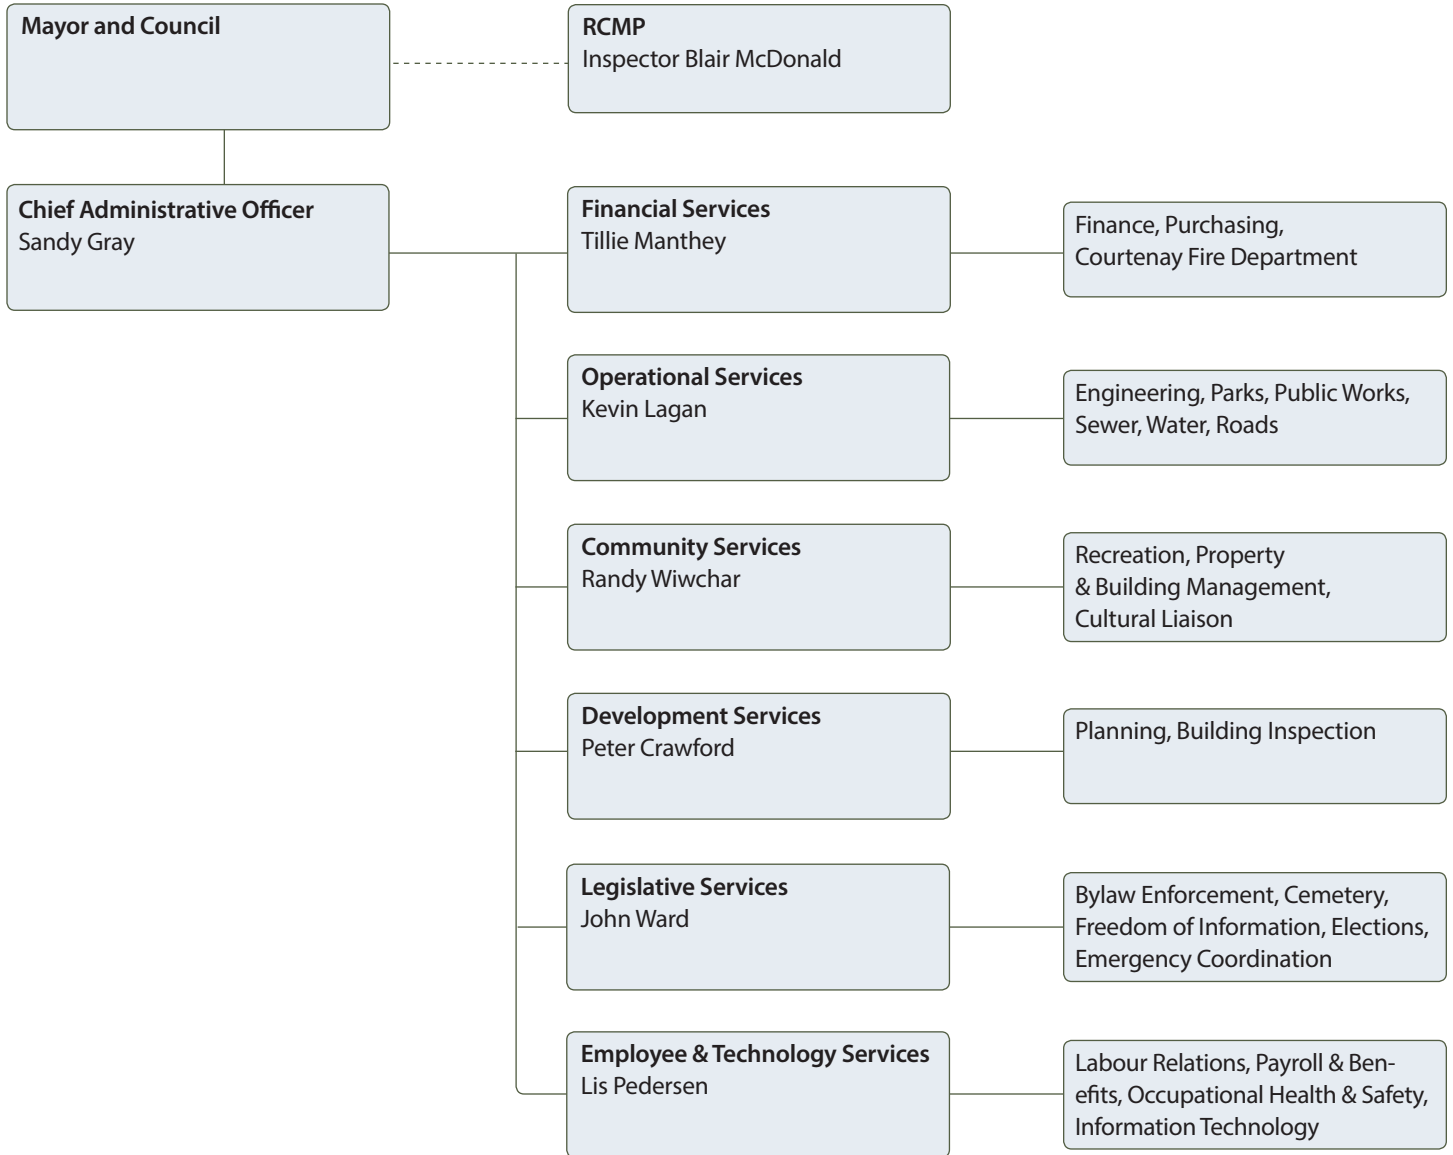 Mayor and Council
RCMP
Inspector Blair McDonald
Chief Administrative Officer
Sandy Gray
Financial Services
Tillie Manthey
Finance, Purchasing,
Courtenay Fire Department
Operational Services
Kevin Lagan
Engineering, Parks, Public Works,
Sewer, Water, Roads
Community Services
Randy Wiwchar
Recreation, Property
& Building Management,
Cultural Liaison
Development Services
Peter Crawford
Planning, Building Inspection
Legislative Services
John Ward
Bylaw Enforcement, Cemetery,
Freedom of Information, Elections,
Emergency Coordination
Employee & Technology Services
Lis Pedersen
Labour Relations, Payroll & Ben-
efits, Occupational Health & Safety,
Information Technology